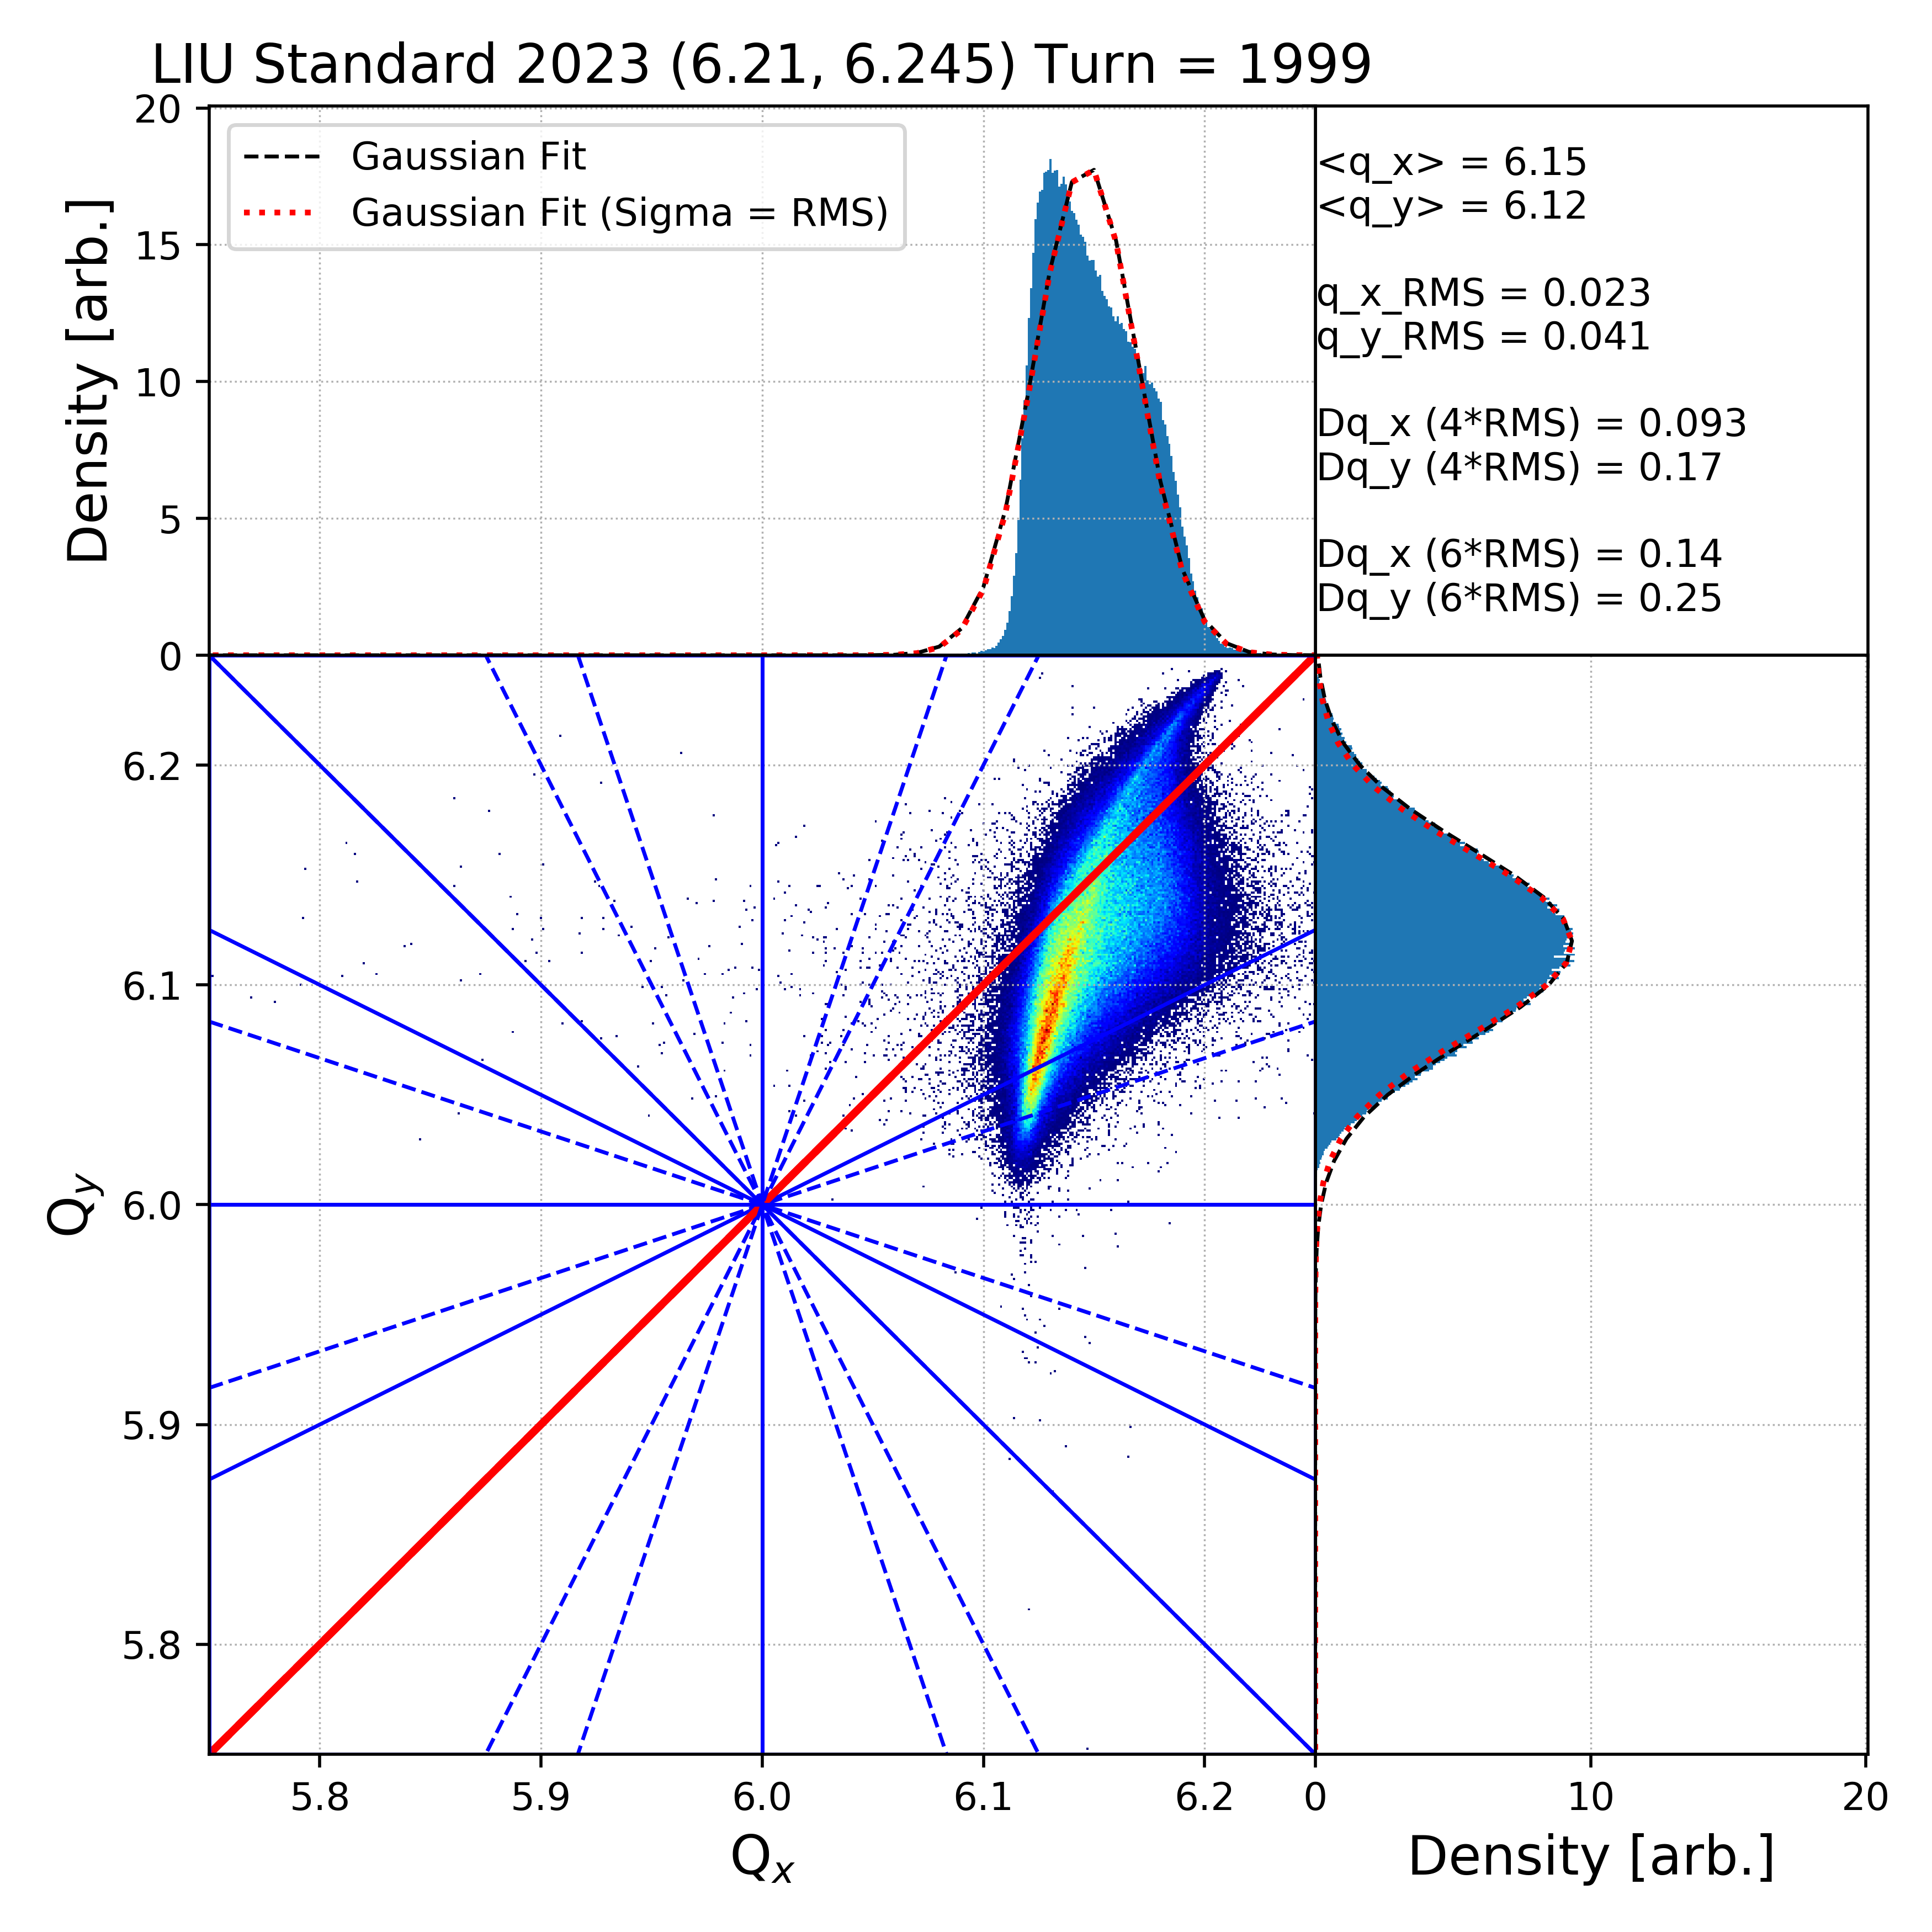 LIU Standard 2023 (6.21, 6.245) Turn = 1999
Density [arb.]
20
15
10
5
0
Gaussian Fit
Gaussian Fit (Sigma = RMS)
<q_x> = 6.15
<q_y> = 6.12
q_x_RMS = 0.023
q_y_RMS = 0.041
Dq_x (4*RMS) = 0.093
Dq_y (4*RMS) = 0.17
Dq_x (6*RMS) = 0.14
Dq_y (6*RMS) = 0.25
Q_y
6.2
6.1
6.0
5.9
5.8
5.8 5.9 6.0 6.1 6.2
Q_x
0 10 20
Density [arb.]